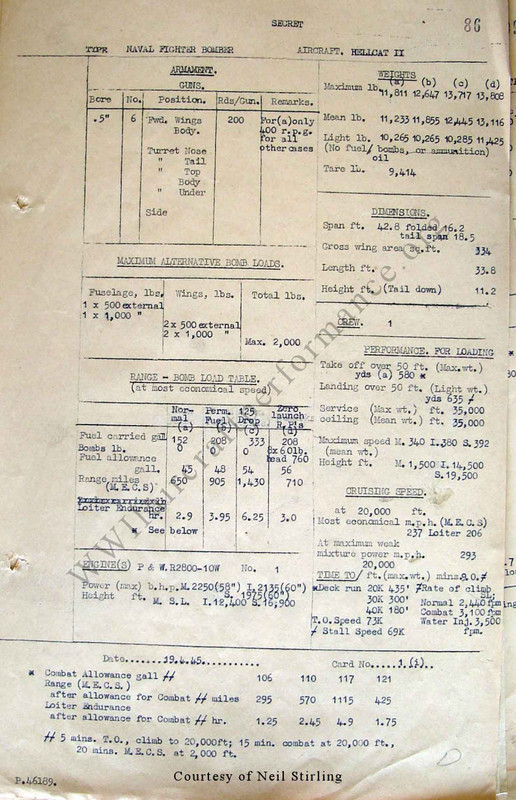 SECRET
86
TYPE NAVAL FIGHTER BOMBER AIRCRAFT. HELLCAT II
ARMAMENT.
GUNS.
Bore No. Position. Rds/Gun. Remarks.
.5" 6 Fwd. Wings 200 For(a)only
Body. 400 r.p.g.
for all
Turret Nose other cases
" Tail
" Top
Body
" Under
Side
MAXIMUM ALTERNATIVE BOMB LOADS.
Fuselage, lbs. Wings, lbs. Total lbs.
1 x 500 external
1 x 1,000 "
2 x 500 external
2 x 1,000 " Max. 2,000
RANGE - BOMB LOAD TABLE.
(at most economical speed)
Nor- Perm. 125 Zero
mal Fuel Drop launch
R.Pls
(a) (b) (c) (d)
Fuel carried gal 152 208 333 208
Bombs lb. 0 0 0 8x60lb.
Fuel allowance head 760
gall. 45 48 54 56
Range miles 650 905 1,430 710
(M.E.C.S)
Loiter Endurance
hr. 2.9 3.95 6.25 3.0
* See below
ENGINE(S) P & W.R2800-10W No. 1
Power (max) b.h.p.M.2250(58") I.2135(60")
S. 1975(60")
Height ft. M. S.L. I.12,400 S.16,900
WEIGHTS
(a) (b) (c) (d)
Maximum lb. 11,811 12,647 13,717 13,808
Mean lb. 11,233 11,855 12,445 13,116
Light lb. 10,265 10,265 10,285 11,425
(No fuel/ bombs, or ammunition)
oil
Tare lb. 9,414
DIMENSIONS.
Span ft. 42.8 folded 16.2
tail span 18.5
Gross wing area sq.ft. 334
Length ft. 33.8
Height ft. (Tail down) 11.2
CREW. 1
PERFORMANCE. FOR LOADING
Take off over 50 ft. (Max.wt.)
yds (a) 580 *
Landing over 50 ft. (Light wt.)
yds 635
Service (Max wt.) ft. 35,000
ceiling (Mean wt.) ft. 35,000
Maximum speed M. 340 I.380 S.392
(mean wt.)
Height ft. M. 1,500 I.14,500
S.19,500
CRUISING SPEED.
at 20,000 ft.
Most economical m.p.h.(M.E.C.S)
237 Loiter 206
At maximum weak
mixture power m.p.h. 293
20,000
TIME TO/ ft.(max.wt.) mins.
*Deck run 20K 435' Rate of climb
30K 300' SL:
40K 180' Normal 2,440 fpm
Combat 3,100 fpm
T.O.Speed 73K Water Inj.3,500
Stall Speed 69K fpm.
Date.....19.4.45. Card No.....1.(i)..
* Combat Allowance gall 106 110 117 121
Range (M.E.C.S.)
after allowance for Combat miles 295 570 1115 425
Loiter Endurance
after allowance for Combat hr. 1.25 2.45 4.9 1.75
5 mins. T.O., climb to 20,000ft; 15 min. combat at 20,000 ft.,
20 mins. M.E.C.S. at 2,000 ft.
D
P.46189.
Courtesy of Neil Stirling
www.wwiiaircraftperformance.org